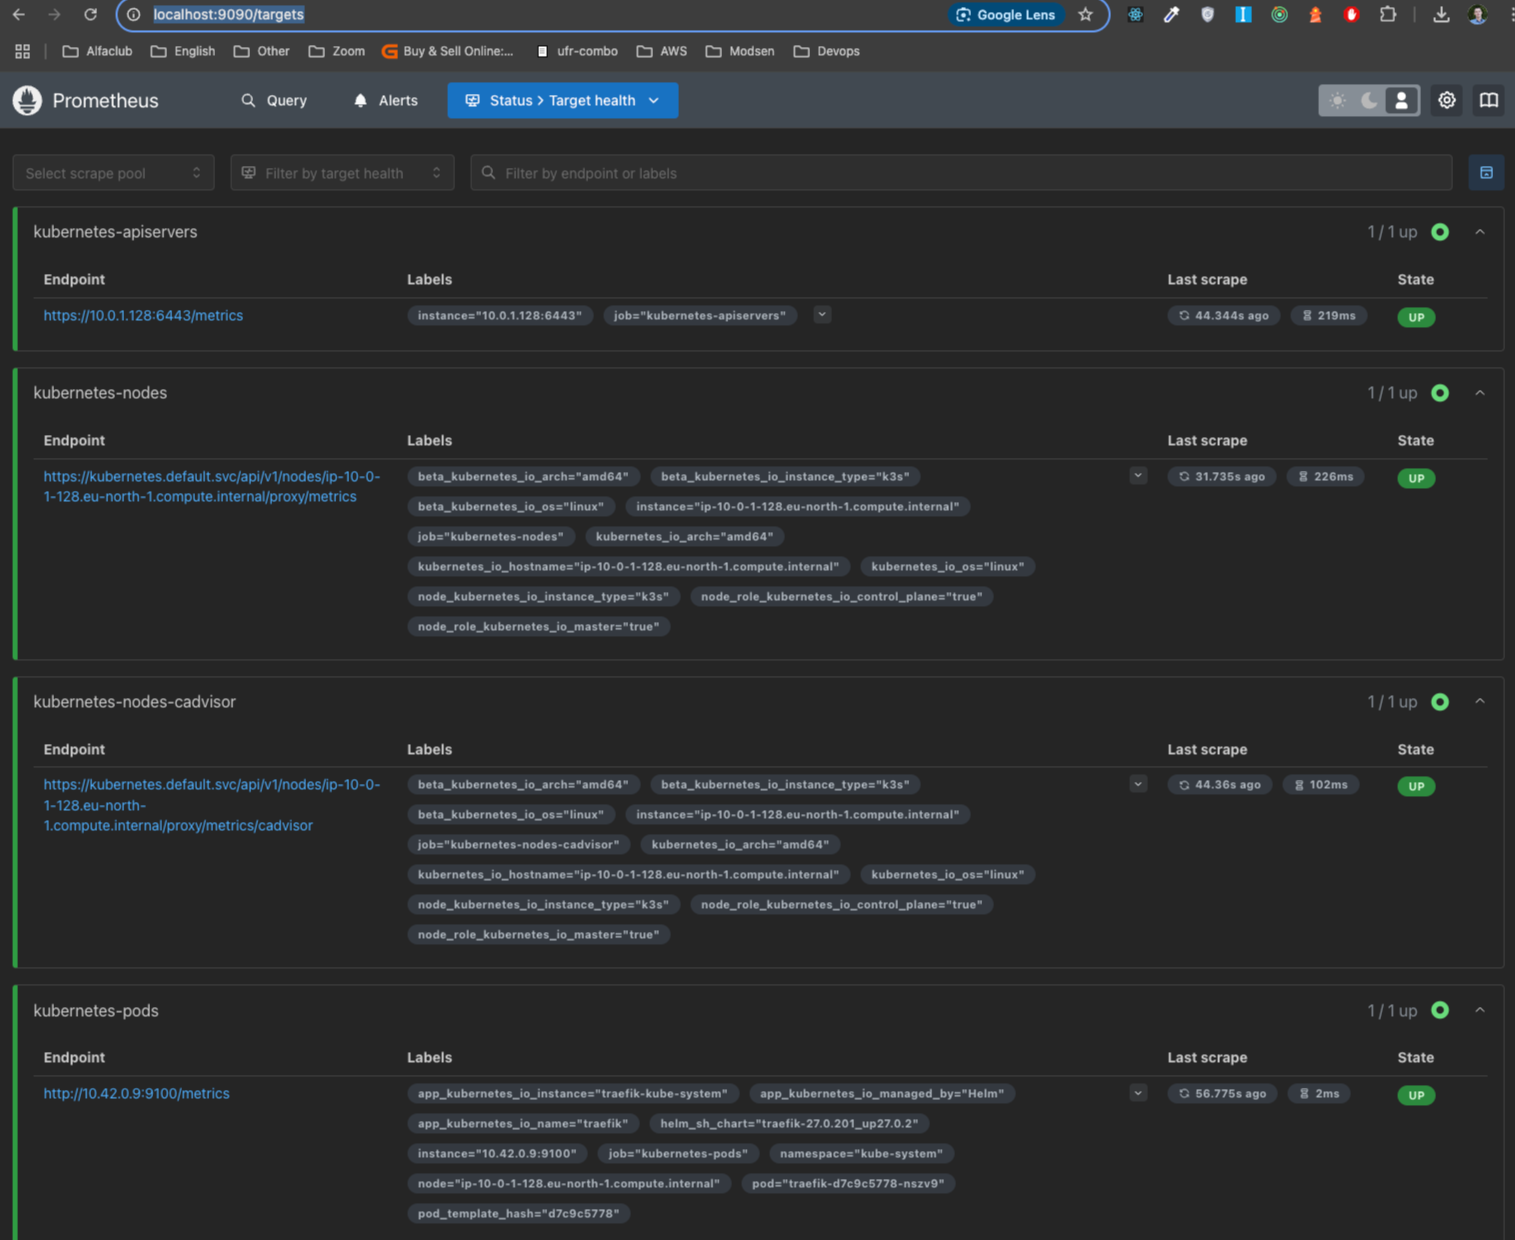 localhost:9090/targets
Google Lens
Alfaclub English Other Zoom Buy & Sell Online:... ufr-combo AWS Modsen Devops
Prometheus Query Alerts Status > Target health
Select scrape pool Filter by target health Filter by endpoint or labels
kubernetes-apiservers 1 / 1 up
Endpoint Labels Last scrape State
https://10.0.1.128:6443/metrics instance="10.0.1.128:6443" job="kubernetes-apiservers" 44.344s ago 219ms UP
kubernetes-nodes 1 / 1 up
Endpoint Labels Last scrape State
https://kubernetes.default.svc/api/v1/nodes/ip-10-0- beta_kubernetes_io_arch="amd64" beta_kubernetes_io_instance_type="k3s" 31.735s ago 226ms UP
1-128.eu-north-1.compute.internal/proxy/metrics
beta_kubernetes_io_os="linux" instance="ip-10-0-1-128.eu-north-1.compute.internal"
job="kubernetes-nodes" kubernetes_io_arch="amd64"
kubernetes_io_hostname="ip-10-0-1-128.eu-north-1.compute.internal" kubernetes_io_os="linux"
node_kubernetes_io_instance_type="k3s" node_role_kubernetes_io_control_plane="true"
node_role_kubernetes_io_master="true"
kubernetes-nodes-cadvisor 1 / 1 up
Endpoint Labels Last scrape State
https://kubernetes.default.svc/api/v1/nodes/ip-10-0- beta_kubernetes_io_arch="amd64" beta_kubernetes_io_instance_type="k3s" 44.36s ago 102ms UP
1-128.eu-north-
1.compute.internal/proxy/metrics/cadvisor
beta_kubernetes_io_os="linux" instance="ip-10-0-1-128.eu-north-1.compute.internal"
job="kubernetes-nodes-cadvisor" kubernetes_io_arch="amd64"
kubernetes_io_hostname="ip-10-0-1-128.eu-north-1.compute.internal" kubernetes_io_os="linux"
node_kubernetes_io_instance_type="k3s" node_role_kubernetes_io_control_plane="true"
node_role_kubernetes_io_master="true"
kubernetes-pods 1 / 1 up
Endpoint Labels Last scrape State
http://10.42.0.9:9100/metrics app_kubernetes_io_instance="traefik-kube-system" app_kubernetes_io_managed_by="Helm" 56.775s ago 2ms UP
app_kubernetes_io_name="traefik" helm_sh_chart="traefik-27.0.201_up27.0.2"
instance="10.42.0.9:9100" job="kubernetes-pods" namespace="kube-system"
node="ip-10-0-1-128.eu-north-1.compute.internal" pod="traefik-d7c9c5778-nszv9"
pod_template_hash="d7c9c5778"